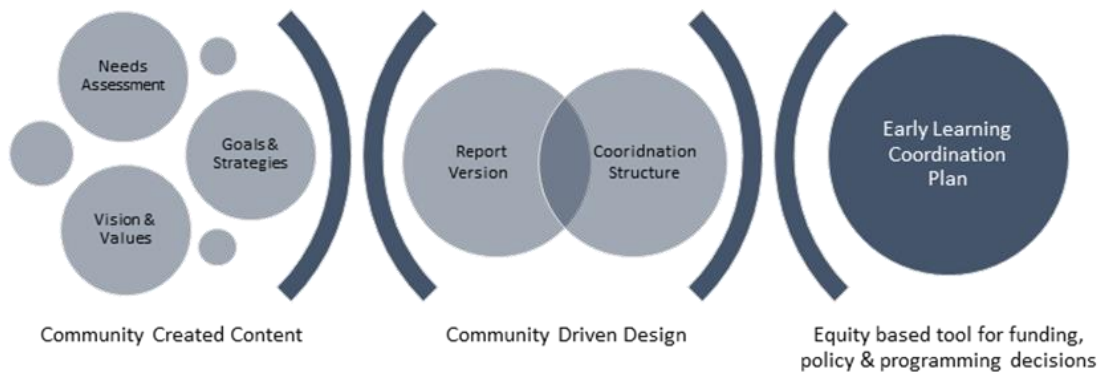 Needs
Assessment
Goals &
Strategies
Vision &
Values
Community Created Content
Report
Version
Cooridnation
Structure
Community Driven Design
Early Learning
Coordination
Plan
Equity based tool for funding,
policy & programming decisions